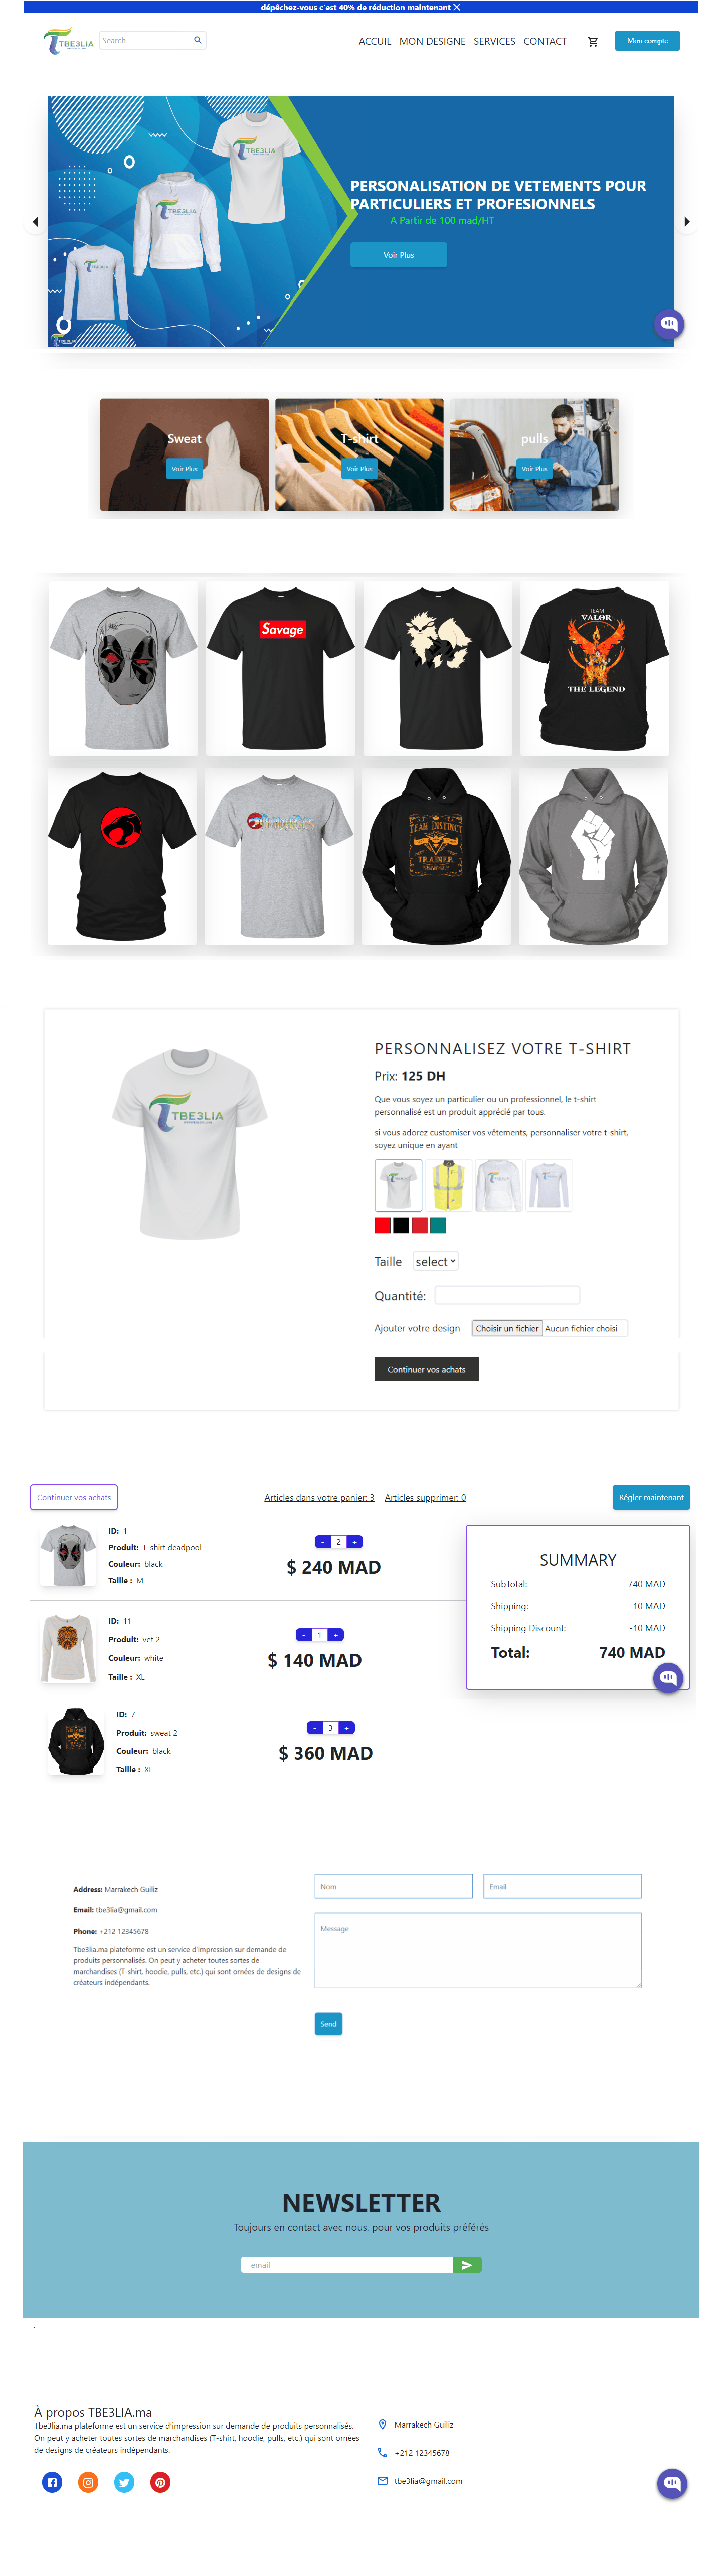 dépêchez-vous c'est 40% de réduction maintenant
TBE3LIA
Search
ACCUIL MON DESIGNE SERVICES CONTACT
Mon compte
TBE3LIA
TBE3LIA
PERSONALISATION DE VETEMENTS POUR
PARTICULIERS ET PROFESIONNELS
A Partir de 100 mad/HT
Voir Plus
Sweat
T-shirt
pulls
Voir Plus
Voir Plus
Voir Plus
Savage
TEAM
VALOR
THE LEGEND
TEAM INSTINCT
TRAINER
PERSONNALISEZ VOTRE T-SHIRT
Prix: 125 DH
TBE3LIA
Que vous soyez un particulier ou un professionnel, le t-shirt
personnalisé est un produit apprécié par tous.
si vous adorez customiser vos vêtements, personnaliser votre t-shirt,
soyez unique en ayant
Taille select
Quantité:
Ajouter votre design Choisir un fichier Aucun fichier choisi
Continuer vos achats
Continuer vos achats
Articles dans votre panier: 3 Articles supprimer: 0
Régler maintenant
ID: 1
Produit: T-shirt deadpool
Couleur: black
Taille : M
- 2 +
$ 240 MAD
ID: 11
Produit: vet 2
Couleur: white
Taille : XL
- 1 +
$ 140 MAD
ID: 7
Produit: sweat 2
Couleur: black
Taille : XL
- 3 +
$ 360 MAD
SUMMARY
SubTotal: 740 MAD
Shipping: 10 MAD
Shipping Discount: -10 MAD
Total: 740 MAD
Address: Marrakech Guiliz
Email: tbe3lia@gmail.com
Phone: +212 12345678
Tbe3lia.ma plateforme est un service d'impression sur demande de
produits personnalisés. On peut y acheter toutes sortes de
marchandises (T-shirt, hoodie, pulls, etc.) qui sont ornées de designs de
créateurs indépendants.
Nom
Email
Message
Send
NEWSLETTER
Toujours en contact avec nous, pour vos produits préférés
email
À propos TBE3LIA.ma
Tbe3lia.ma plateforme est un service d'impression sur demande de produits personnalisés.
On peut y acheter toutes sortes de marchandises (T-shirt, hoodie, pulls, etc.) qui sont ornées
de designs de créateurs indépendants.
Marrakech Guiliz
+212 12345678
tbe3lia@gmail.com